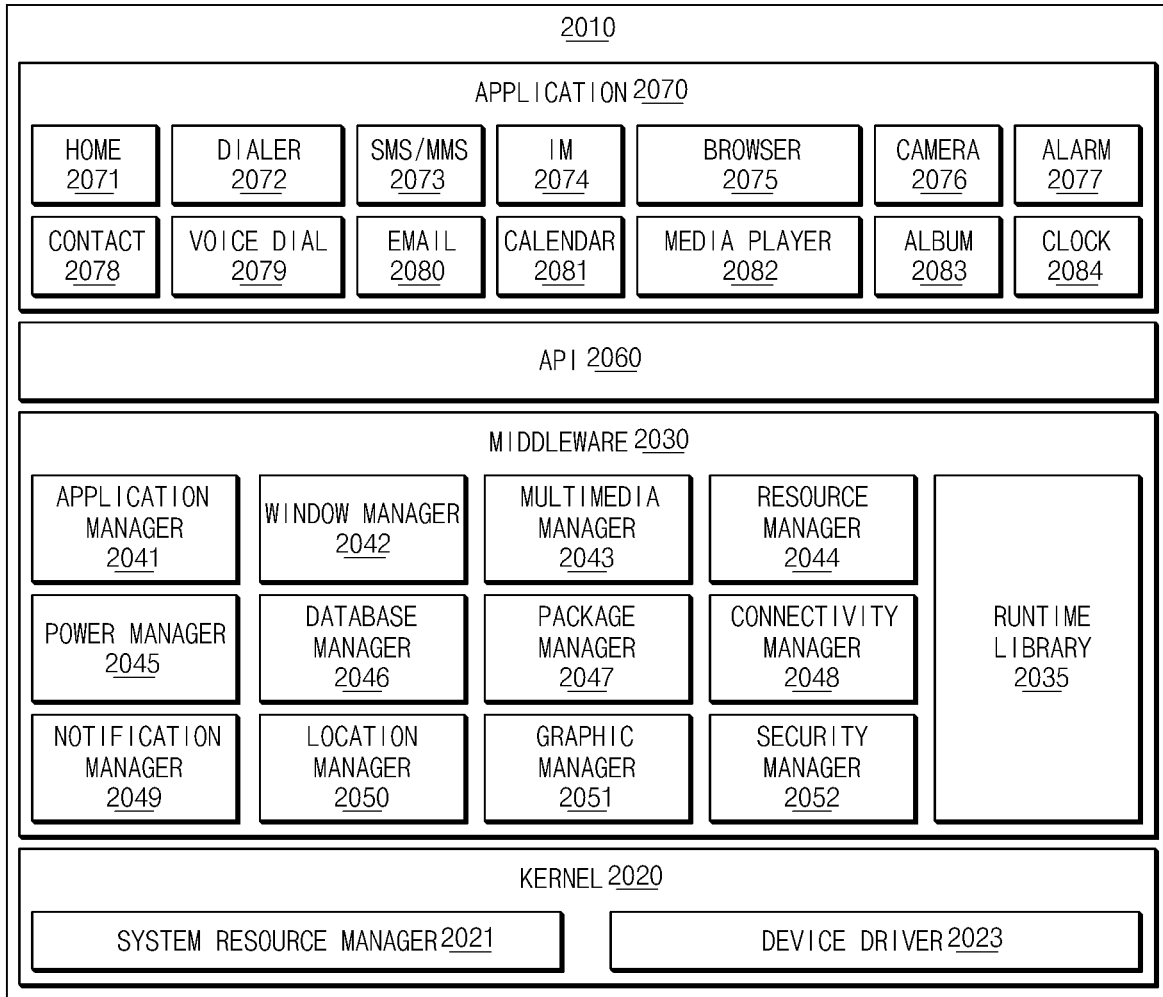 2010
APPLICATION 2070
HOME
2071
DIALER
2072
SMS/MMS
2073
IM
2074
BROWSER
2075
CAMERA
2076
ALARM
2077
CONTACT
2078
VOICE DIAL
2079
EMAIL
2080
CALENDAR
2081
MEDIA PLAYER
2082
ALBUM
2083
CLOCK
2084
API 2060
MIDDLEWARE 2030
APPLICATION
MANAGER
2041
WINDOW MANAGER
2042
MULTIMEDIA
MANAGER
2043
RESOURCE
MANAGER
2044
POWER MANAGER
2045
DATABASE
MANAGER
2046
PACKAGE
MANAGER
2047
CONNECTIVITY
MANAGER
2048
RUNTIME
LIBRARY
2035
NOTIFICATION
MANAGER
2049
LOCATION
MANAGER
2050
GRAPHIC
MANAGER
2051
SECURITY
MANAGER
2052
KERNEL 2020
SYSTEM RESOURCE MANAGER 2021
DEVICE DRIVER 2023